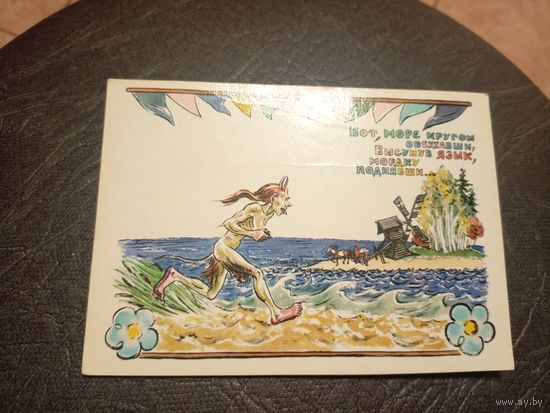 Вот, море кругом
обежавши,
Высунув язык,
мордку
поднявши...
www.ay.by